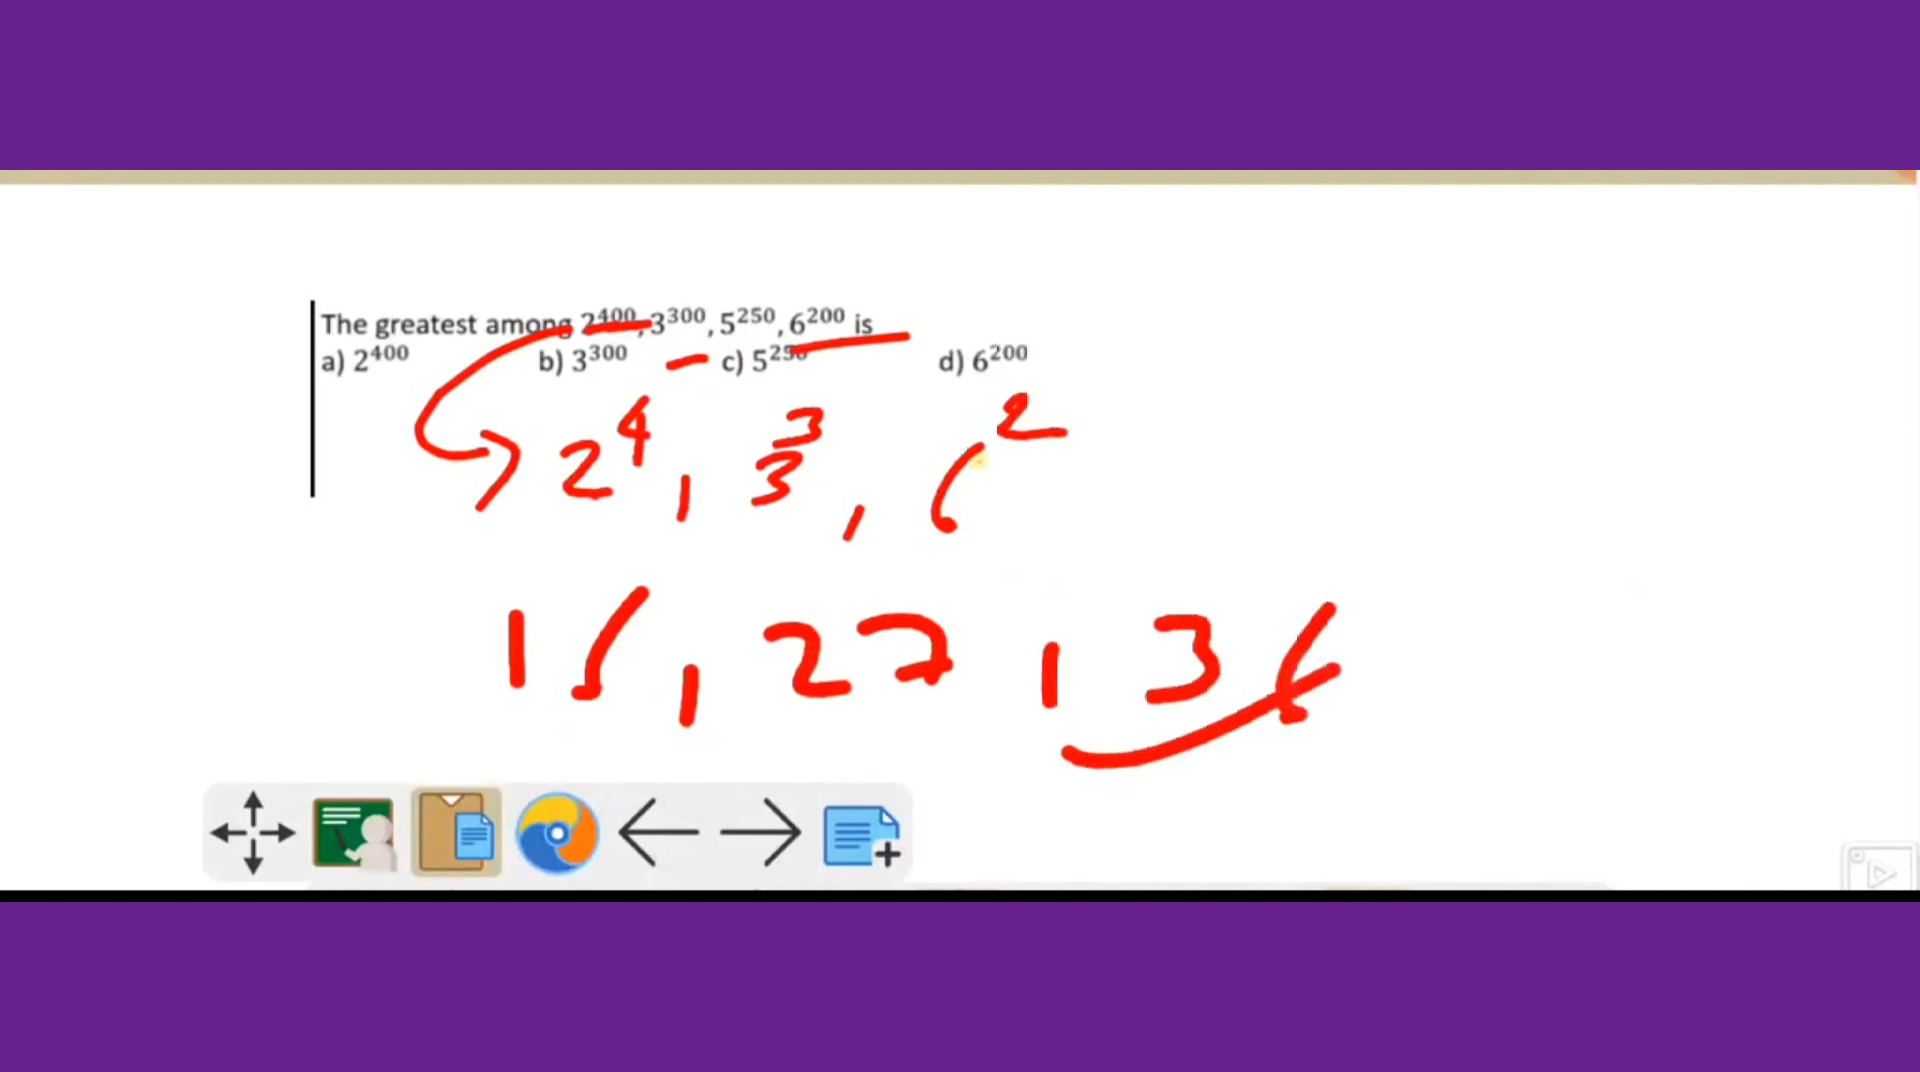 The greatest among 2^400, 3^300, 5^250, 6^200 is
a) 2^400 b) 3^300 c) 5^250 d) 6^200
2^4, 3^3, 6^2
16, 27, 36